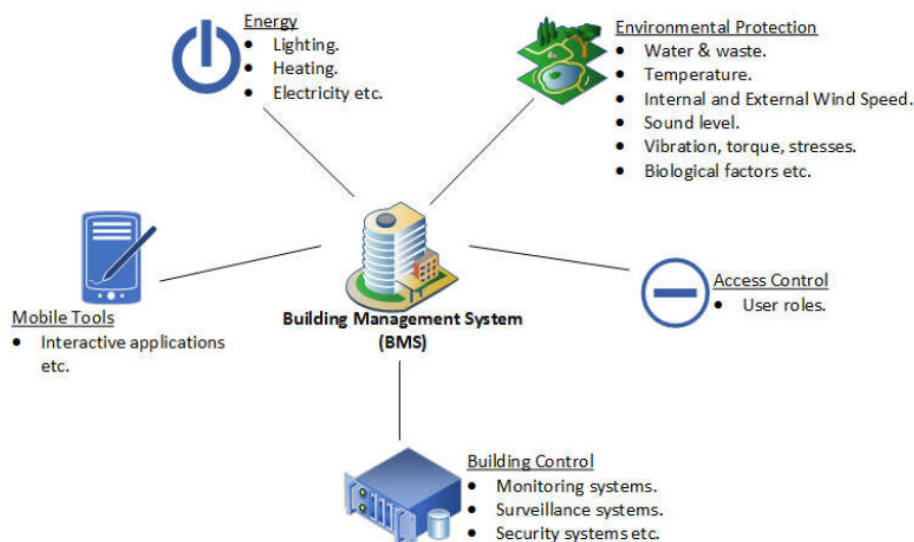 Energy
• Lighting.
• Heating.
• Electricity etc.
Environmental Protection
• Water & waste.
• Temperature.
• Internal and External Wind Speed.
• Sound level.
• Vibration, torque, stresses.
• Biological factors etc.
Mobile Tools
• Interactive applications
etc.
Building Management System
(BMS)
Access Control
• User roles.
Building Control
• Monitoring systems.
• Surveillance systems.
• Security systems etc.